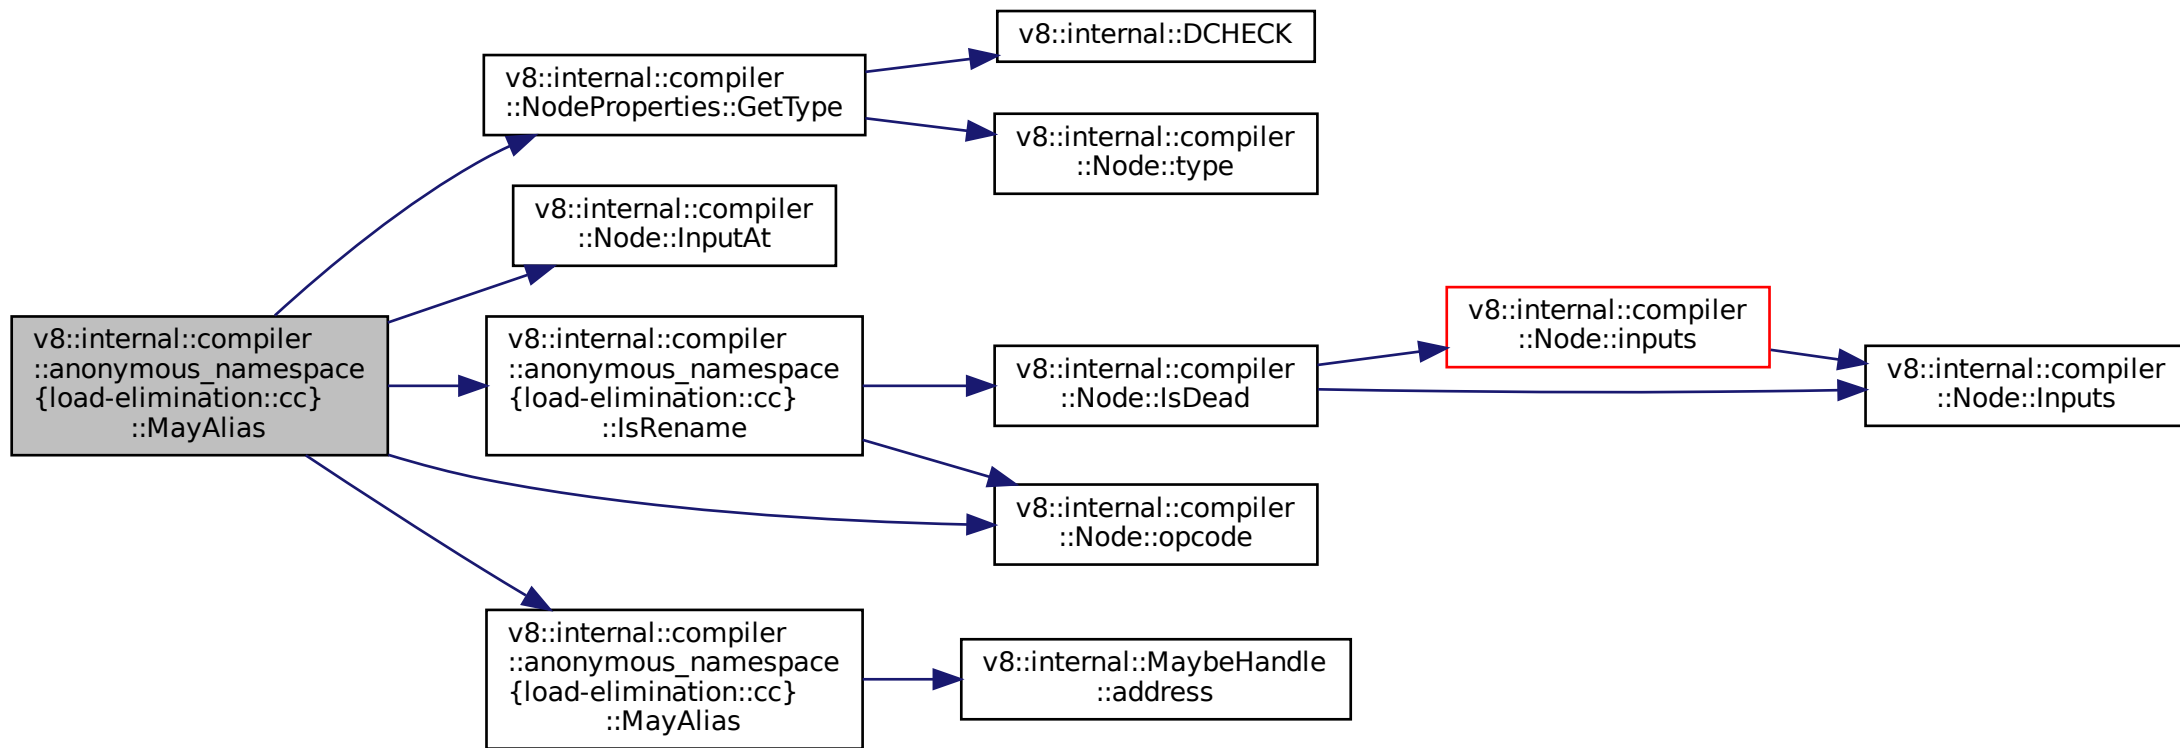 v8::internal::compiler
::anonymous_namespace
{load-elimination::cc}
::MayAlias
v8::internal::compiler
::NodeProperties::GetType
v8::internal::DCHECK
v8::internal::compiler
::Node::type
v8::internal::compiler
::Node::InputAt
v8::internal::compiler
::anonymous_namespace
{load-elimination::cc}
::IsRename
v8::internal::compiler
::Node::IsDead
v8::internal::compiler
::Node::inputs
v8::internal::compiler
::Node::Inputs
v8::internal::compiler
::Node::opcode
v8::internal::compiler
::anonymous_namespace
{load-elimination::cc}
::MayAlias
v8::internal::MaybeHandle
::address